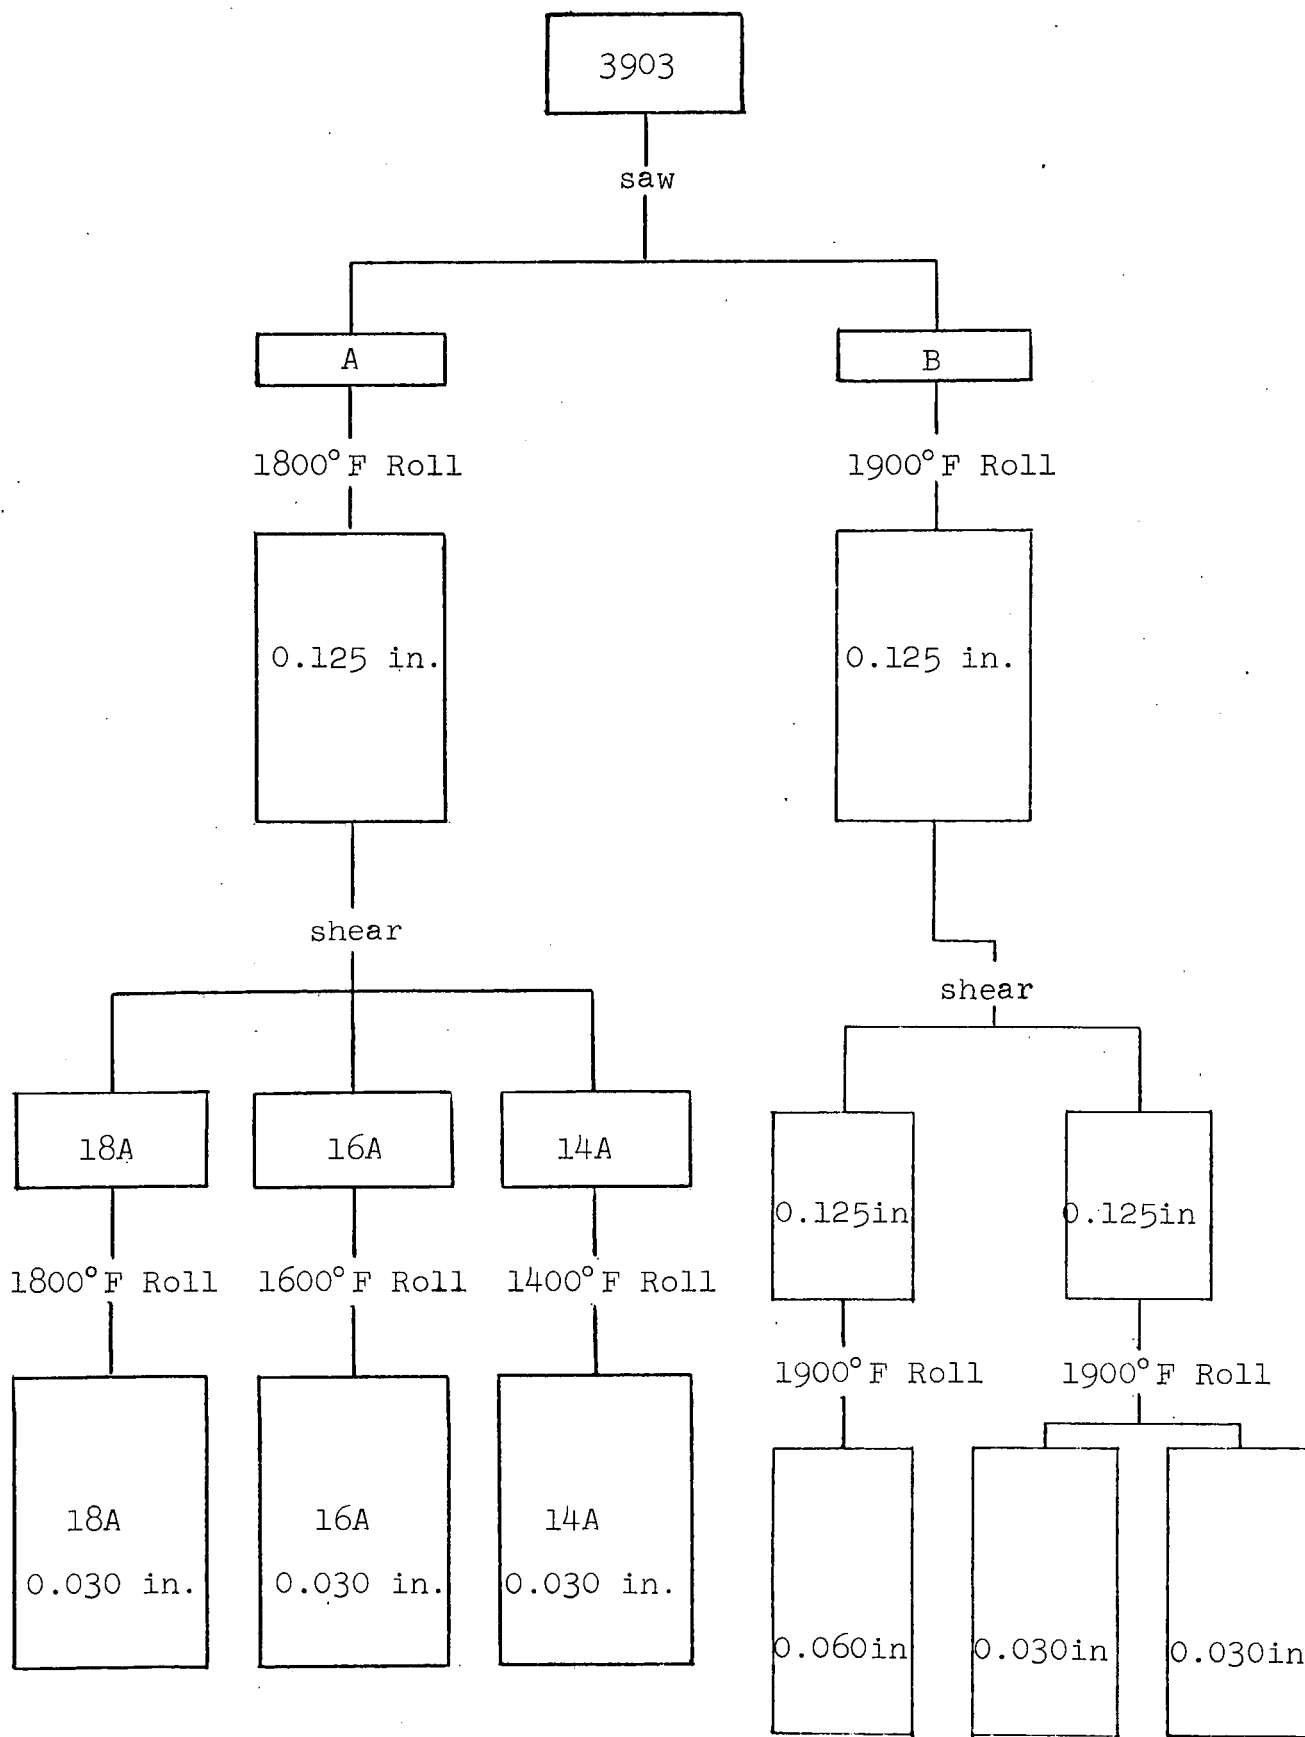 3903
saw
A
B
1800°F Roll
1900°F Roll
0.125 in.
0.125 in.
shear
shear
18A
16A
14A
0.125in
0.125in
1800°F Roll
1600°F Roll
1400°F Roll
1900°F Roll
1900°F Roll
18A
0.030 in.
16A
0.030 in.
14A
0.030 in.
0.060in
0.030in
0.030in